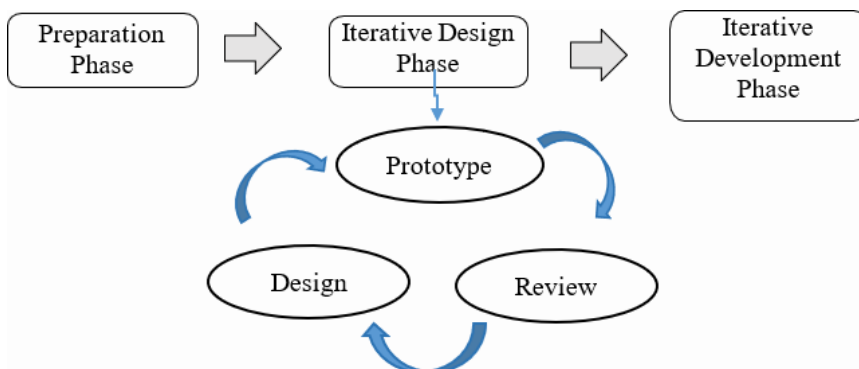 Preparation
Phase
Iterative Design
Phase
Iterative
Development
Phase
Prototype
Design
Review